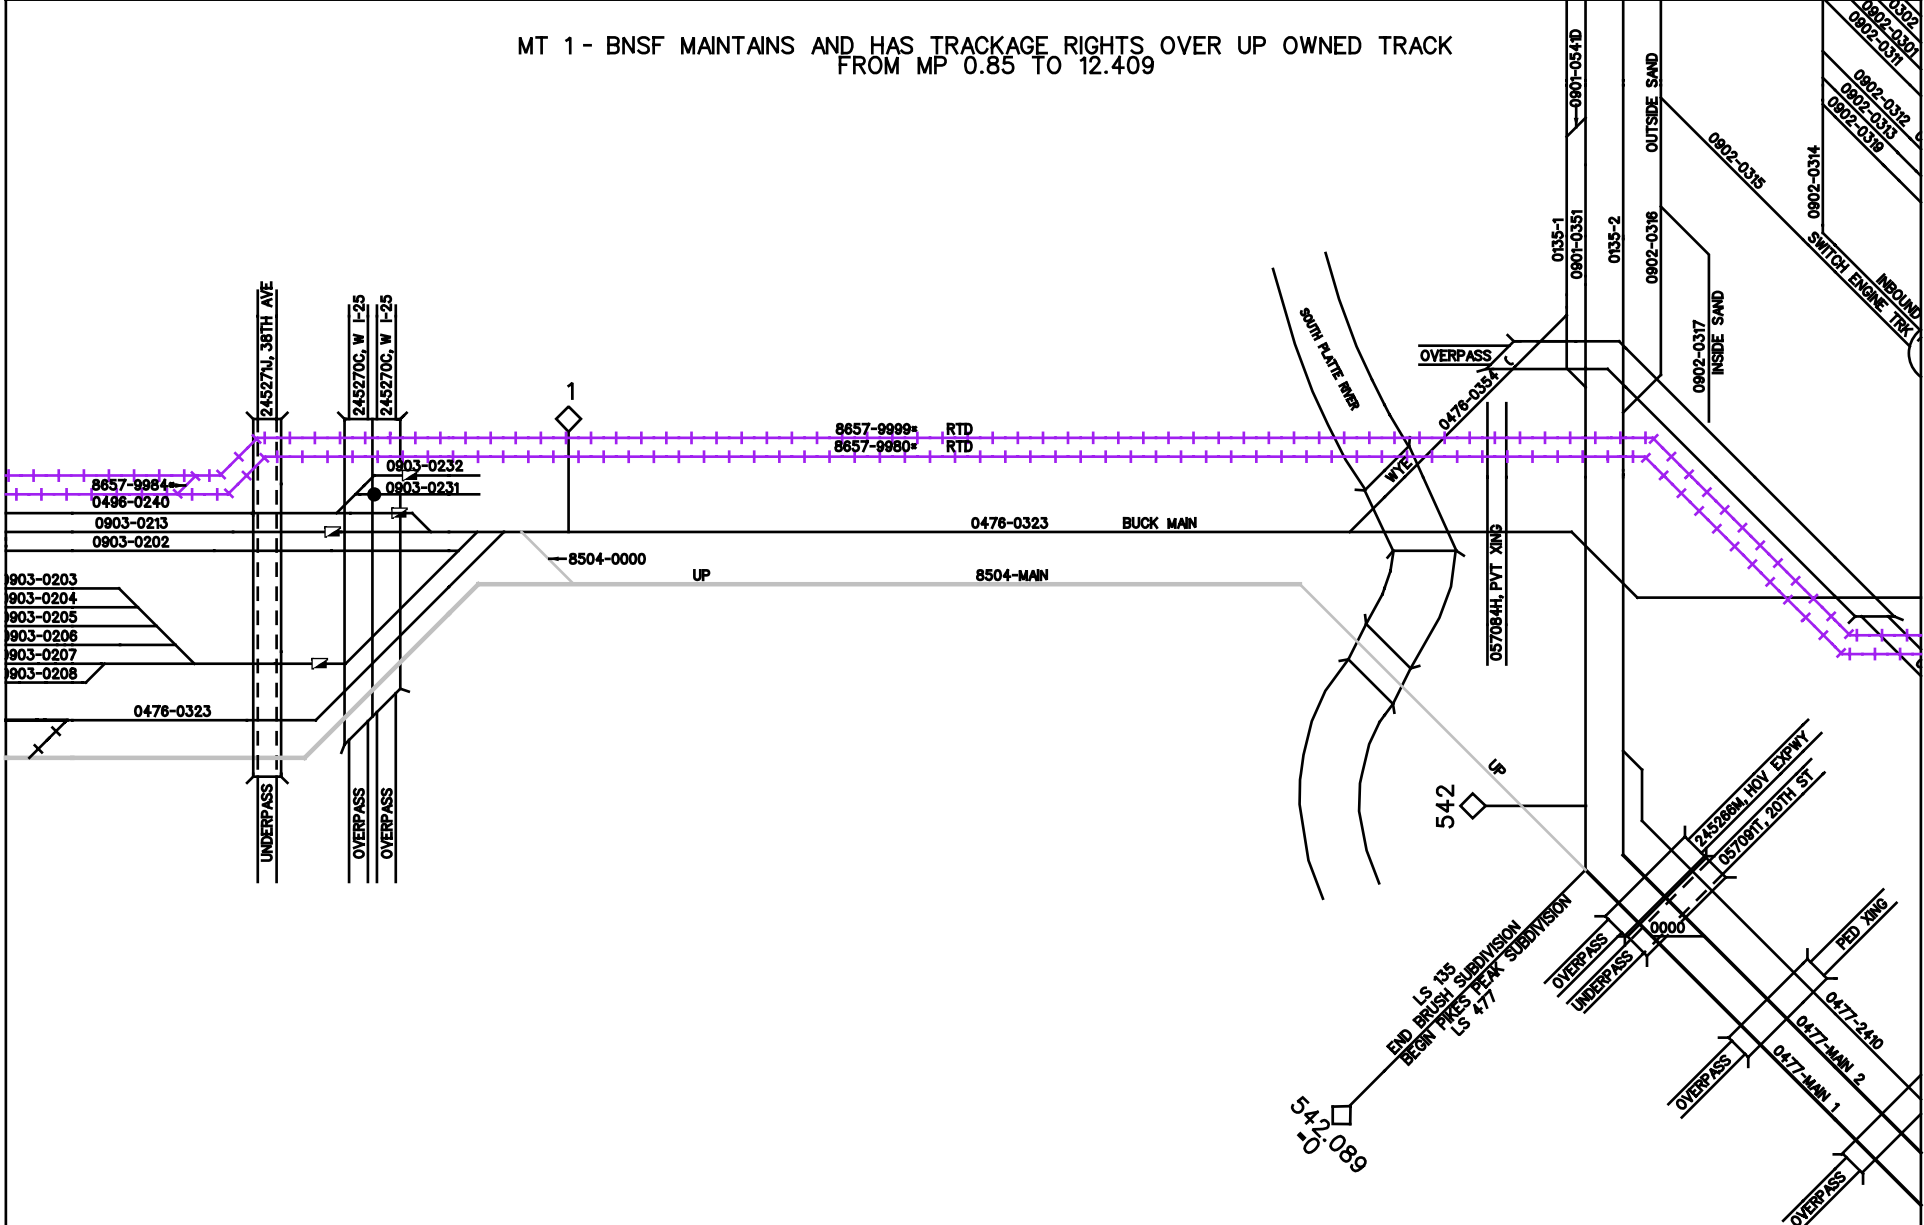 MT 1 - BNSF MAINTAINS AND HAS TRACKAGE RIGHTS OVER UP OWNED TRACK
FROM MP 0.85 TO 12.409
0901-0541D
OUTSIDE SAND
0302
0902-0301
0902-0311
0902-0312
0902-0313
0902-0319
0902-0315
0902-0314
0135-1
0901-0351
0135-2
0902-0316
SWITCH ENGINE TRK
INBOUND
0902-0317
INSIDE SAND
245271J, 38TH AVE
245270C, W I-25
245270C, W I-25
1
SOUTH PLATTE RIVER
OVERPASS
0476-0354
WYE
8657-9999* RTD
8657-9980* RTD
0903-0232
0903-0231
8657-9984*
0496-0240
0903-0213
0903-0202
0476-0323 BUCK MAIN
057084H, PVT XING
8504-0000
UP
8504-MAIN
0903-0203
0903-0204
0903-0205
0903-0206
0903-0207
0903-0208
0476-0323
UNDERPASS
OVERPASS
OVERPASS
UP
542
245266M, HOV EXPWY
057091T, 20TH ST
0000
OVERPASS
UNDERPASS
PED XING
LS 135
END BRUSH SUBDIVISION
BEGIN PIKES PEAK SUBDIVISION
LS 477
542.089
-0
0477-2410
0477-MAIN 2
0477-MAIN 1
OVERPASS
OVERPASS